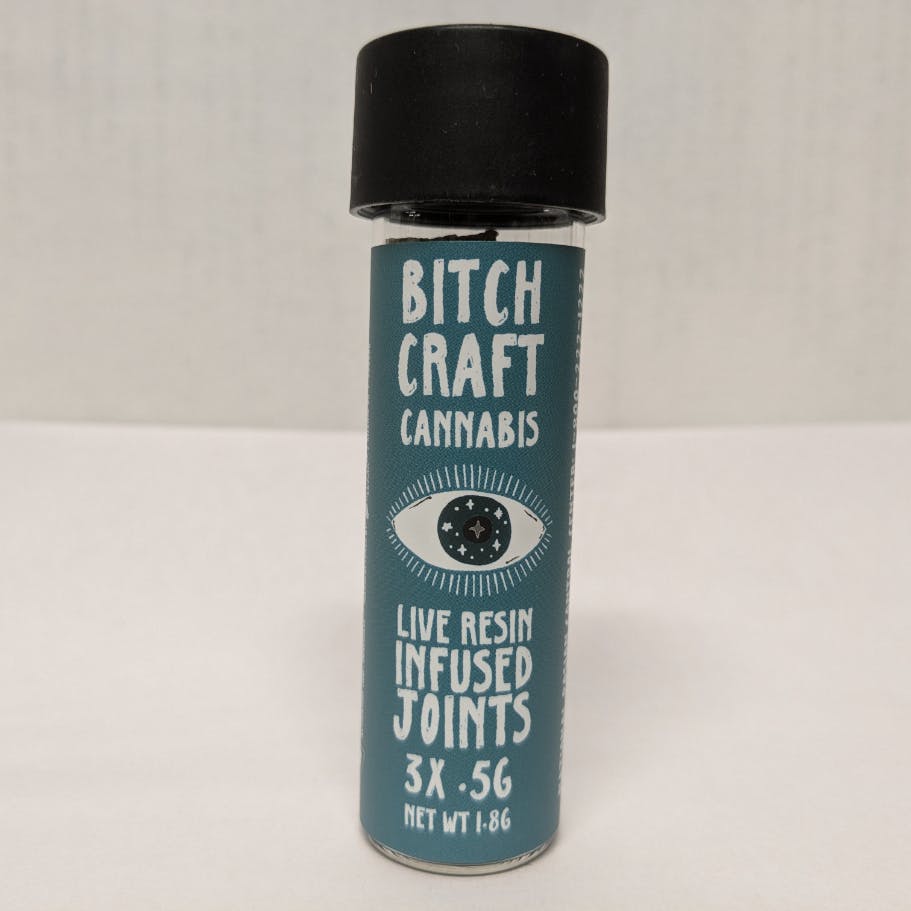 BITCH
CRAFT
CANNABIS
LIVE RESIN
INFUSED
JOINTS
3X .5G
NET WT 1.8G